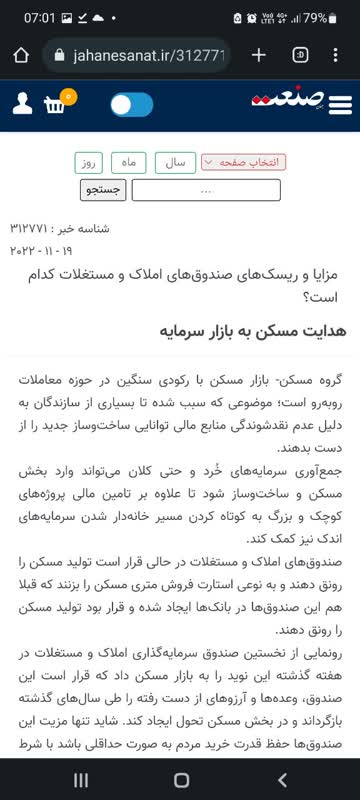 07:01
Voo 4G+
LTE1
79%
jahanesanat.ir/312771
:D
صنعت
۰
انتخاب صفحه
سال
ماه
روز
...
جستجو
شناسه خبر : ۳۱۲۷۷۱
۱۹ - ۱۱ - ۲۰۲۲
مزایا و ریسک‌های صندوق‌های املاک و مستغلات کدام
است؟
هدایت مسکن به بازار سرمایه
گروه مسکن- بازار مسکن با رکودی سنگین در حوزه معاملات
روبه‌رو است؛ موضوعی که سبب شده تا بسیاری از سازندگان به
دلیل عدم نقدشوندگی منابع مالی توانایی ساخت‌وساز جدید را از
دست بدهند.
جمع‌آوری سرمایه‌های خُرد و حتی کلان می‌تواند وارد بخش
مسکن و ساخت‌وساز شود تا علاوه بر تامین مالی پروژه‌های
کوچک و بزرگ به کوتاه کردن مسیر خانه‌دار شدن سرمایه‌های
اندک نیز کمک کند.
صندوق‌های املاک و مستغلات در حالی قرار است تولید مسکن را
رونق دهند و به نوعی استارت فروش متری مسکن را بزنند که قبلا
هم این صندوق‌ها در بانک‌ها ایجاد شده و قرار بود تولید مسکن
را رونق دهند.
رونمایی از نخستین صندوق سرمایه‌گذاری املاک و مستغلات در
هفته گذشته این نوید را به بازار مسکن داد که قرار است این
صندوق، وعده‌ها و آرزوهای از دست رفته را طی سال‌های گذشته
بازگرداند و در بخش مسکن تحول ایجاد کند. شاید تنها مزیت این
صندوق‌ها حفظ قدرت خرید مردم به صورت حداقلی باشد با شرط